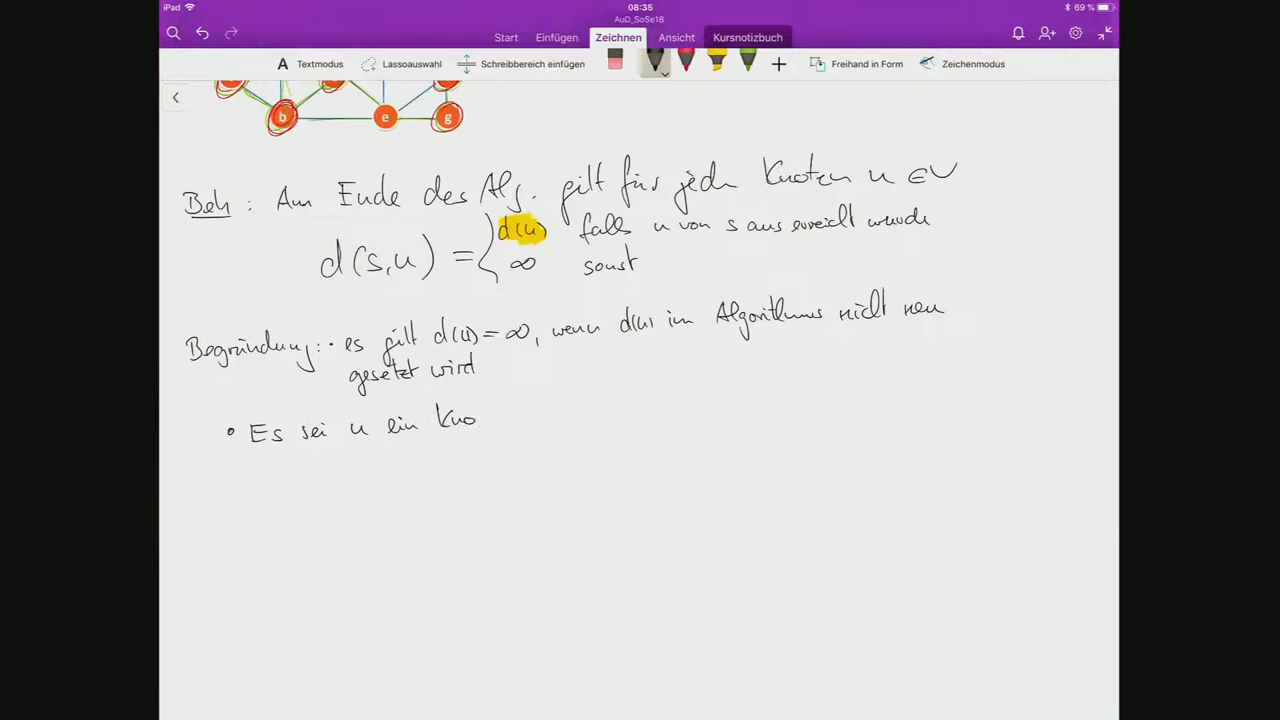 iPad 08:35 69 %
AuD_SoSe18
Start Einfügen Zeichnen Ansicht Kursnotizbuch
A Textmodus Lassoauswahl Schreibbereich einfügen Freihand in Form Zeichenmodus
b e g
Beh : Am Ende des Alg. gilt für jeden Knoten u ∈ V
d(s,u) = { d(u) falls u von s aus erreicht wurde
∞ sonst
Begründung: • es gilt d(u) = ∞, wenn d(u) im Algorithmus nicht neu
gesetzt wird
• Es sei u ein Kno